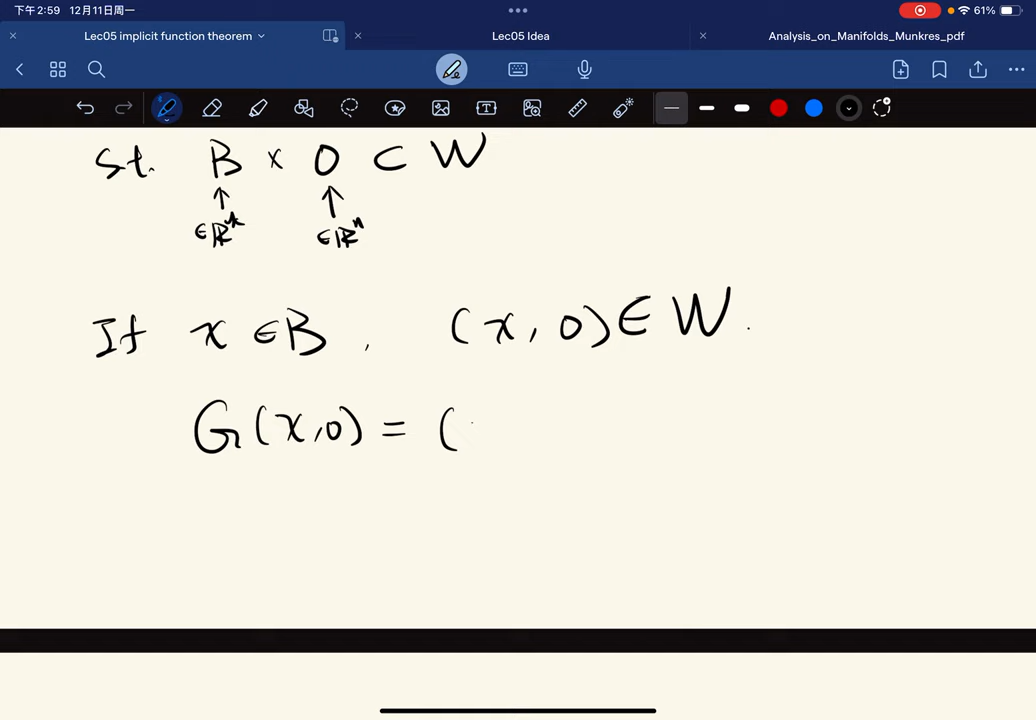 下午2:59 12月11日周一 61%
Lec05 implicit function theorem Lec05 Idea Analysis_on_Manifolds_Munkres_pdf
St. B × 0 ⊂ W
↑ ↑
∈ℝᵏ ∈ℝⁿ
If x ∈ B , (x, 0) ∈ W.
G(x,0) = (